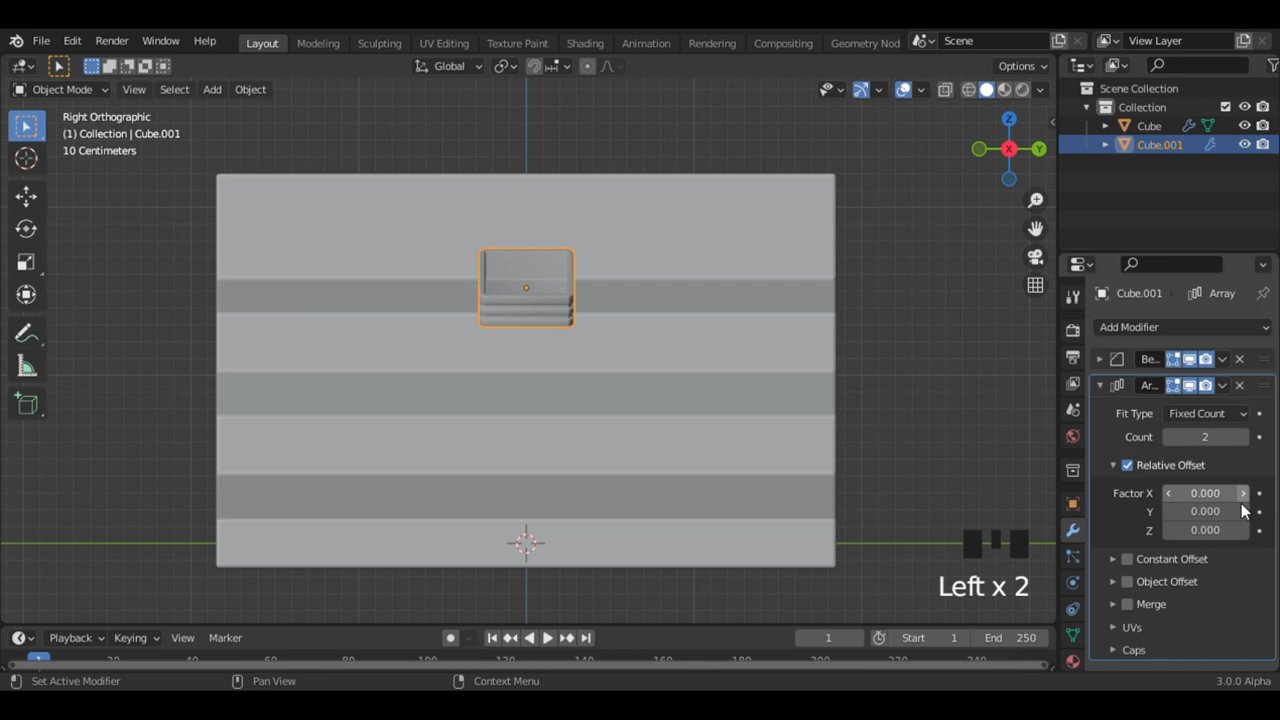 File Edit Render Window Help Layout Modeling Sculpting UV Editing Texture Paint Shading Animation Rendering Compositing Geometry Nod Scene View Layer
Global Options
Object Mode View Select Add Object
Right Orthographic
(1) Collection | Cube.001
10 Centimeters
Z
X
Y
Scene Collection
Collection
Cube
Cube.001
Cube.001 Array
Add Modifier
Be...
Ar...
Fit Type Fixed Count
Count 2
Relative Offset
Factor X 0.000
Y 0.000
Z 0.000
Constant Offset
Object Offset
Merge
UVs
Caps
Left x 2
Playback Keying View Marker 1 Start 1 End 250
1
Set Active Modifier Pan View Context Menu 3.0.0 Alpha